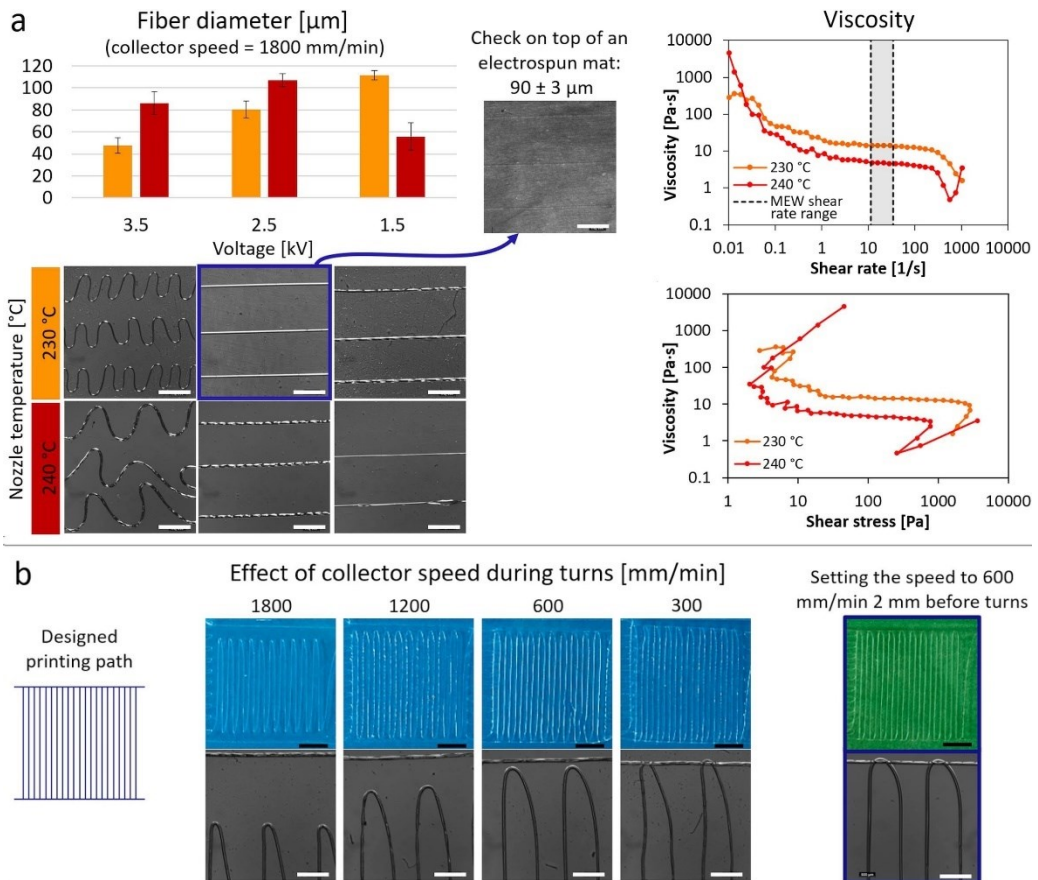 a
Fiber diameter [µm]
(collector speed = 1800 mm/min)
120
100
80
60
40
20
0
3.5 2.5 1.5
Voltage [kV]
Check on top of an
electrospun mat:
90 ± 3 µm
Nozzle temperature [°C]
230 °C
240 °C
Viscosity
Viscosity [Pa·s]
10000
1000
100
10
1
0.1
230 °C
240 °C
MEW shear
rate range
0.01 0.1 1 10 100 1000 10000
Shear rate [1/s]
Viscosity [Pa·s]
10000
1000
100
10
1
0.1
230 °C
240 °C
1 10 100 1000 10000
Shear stress [Pa]
b
Effect of collector speed during turns [mm/min]
1800 1200 600 300
Designed
printing path
Setting the speed to 600
mm/min 2 mm before turns